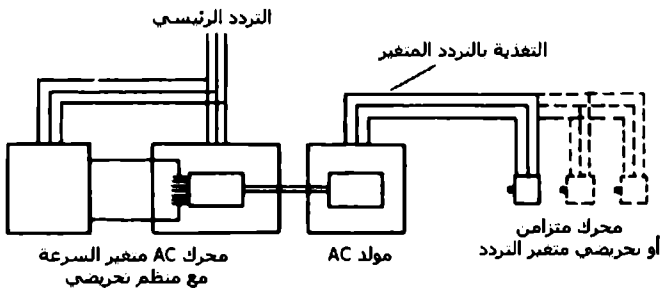 التردد الرئيسي
التغذية بالتردد المتغير
محرك متزامن
أو تحريضي متغير التردد
مولد AC
محرك AC متغير السرعة
مع منظم تحريضي